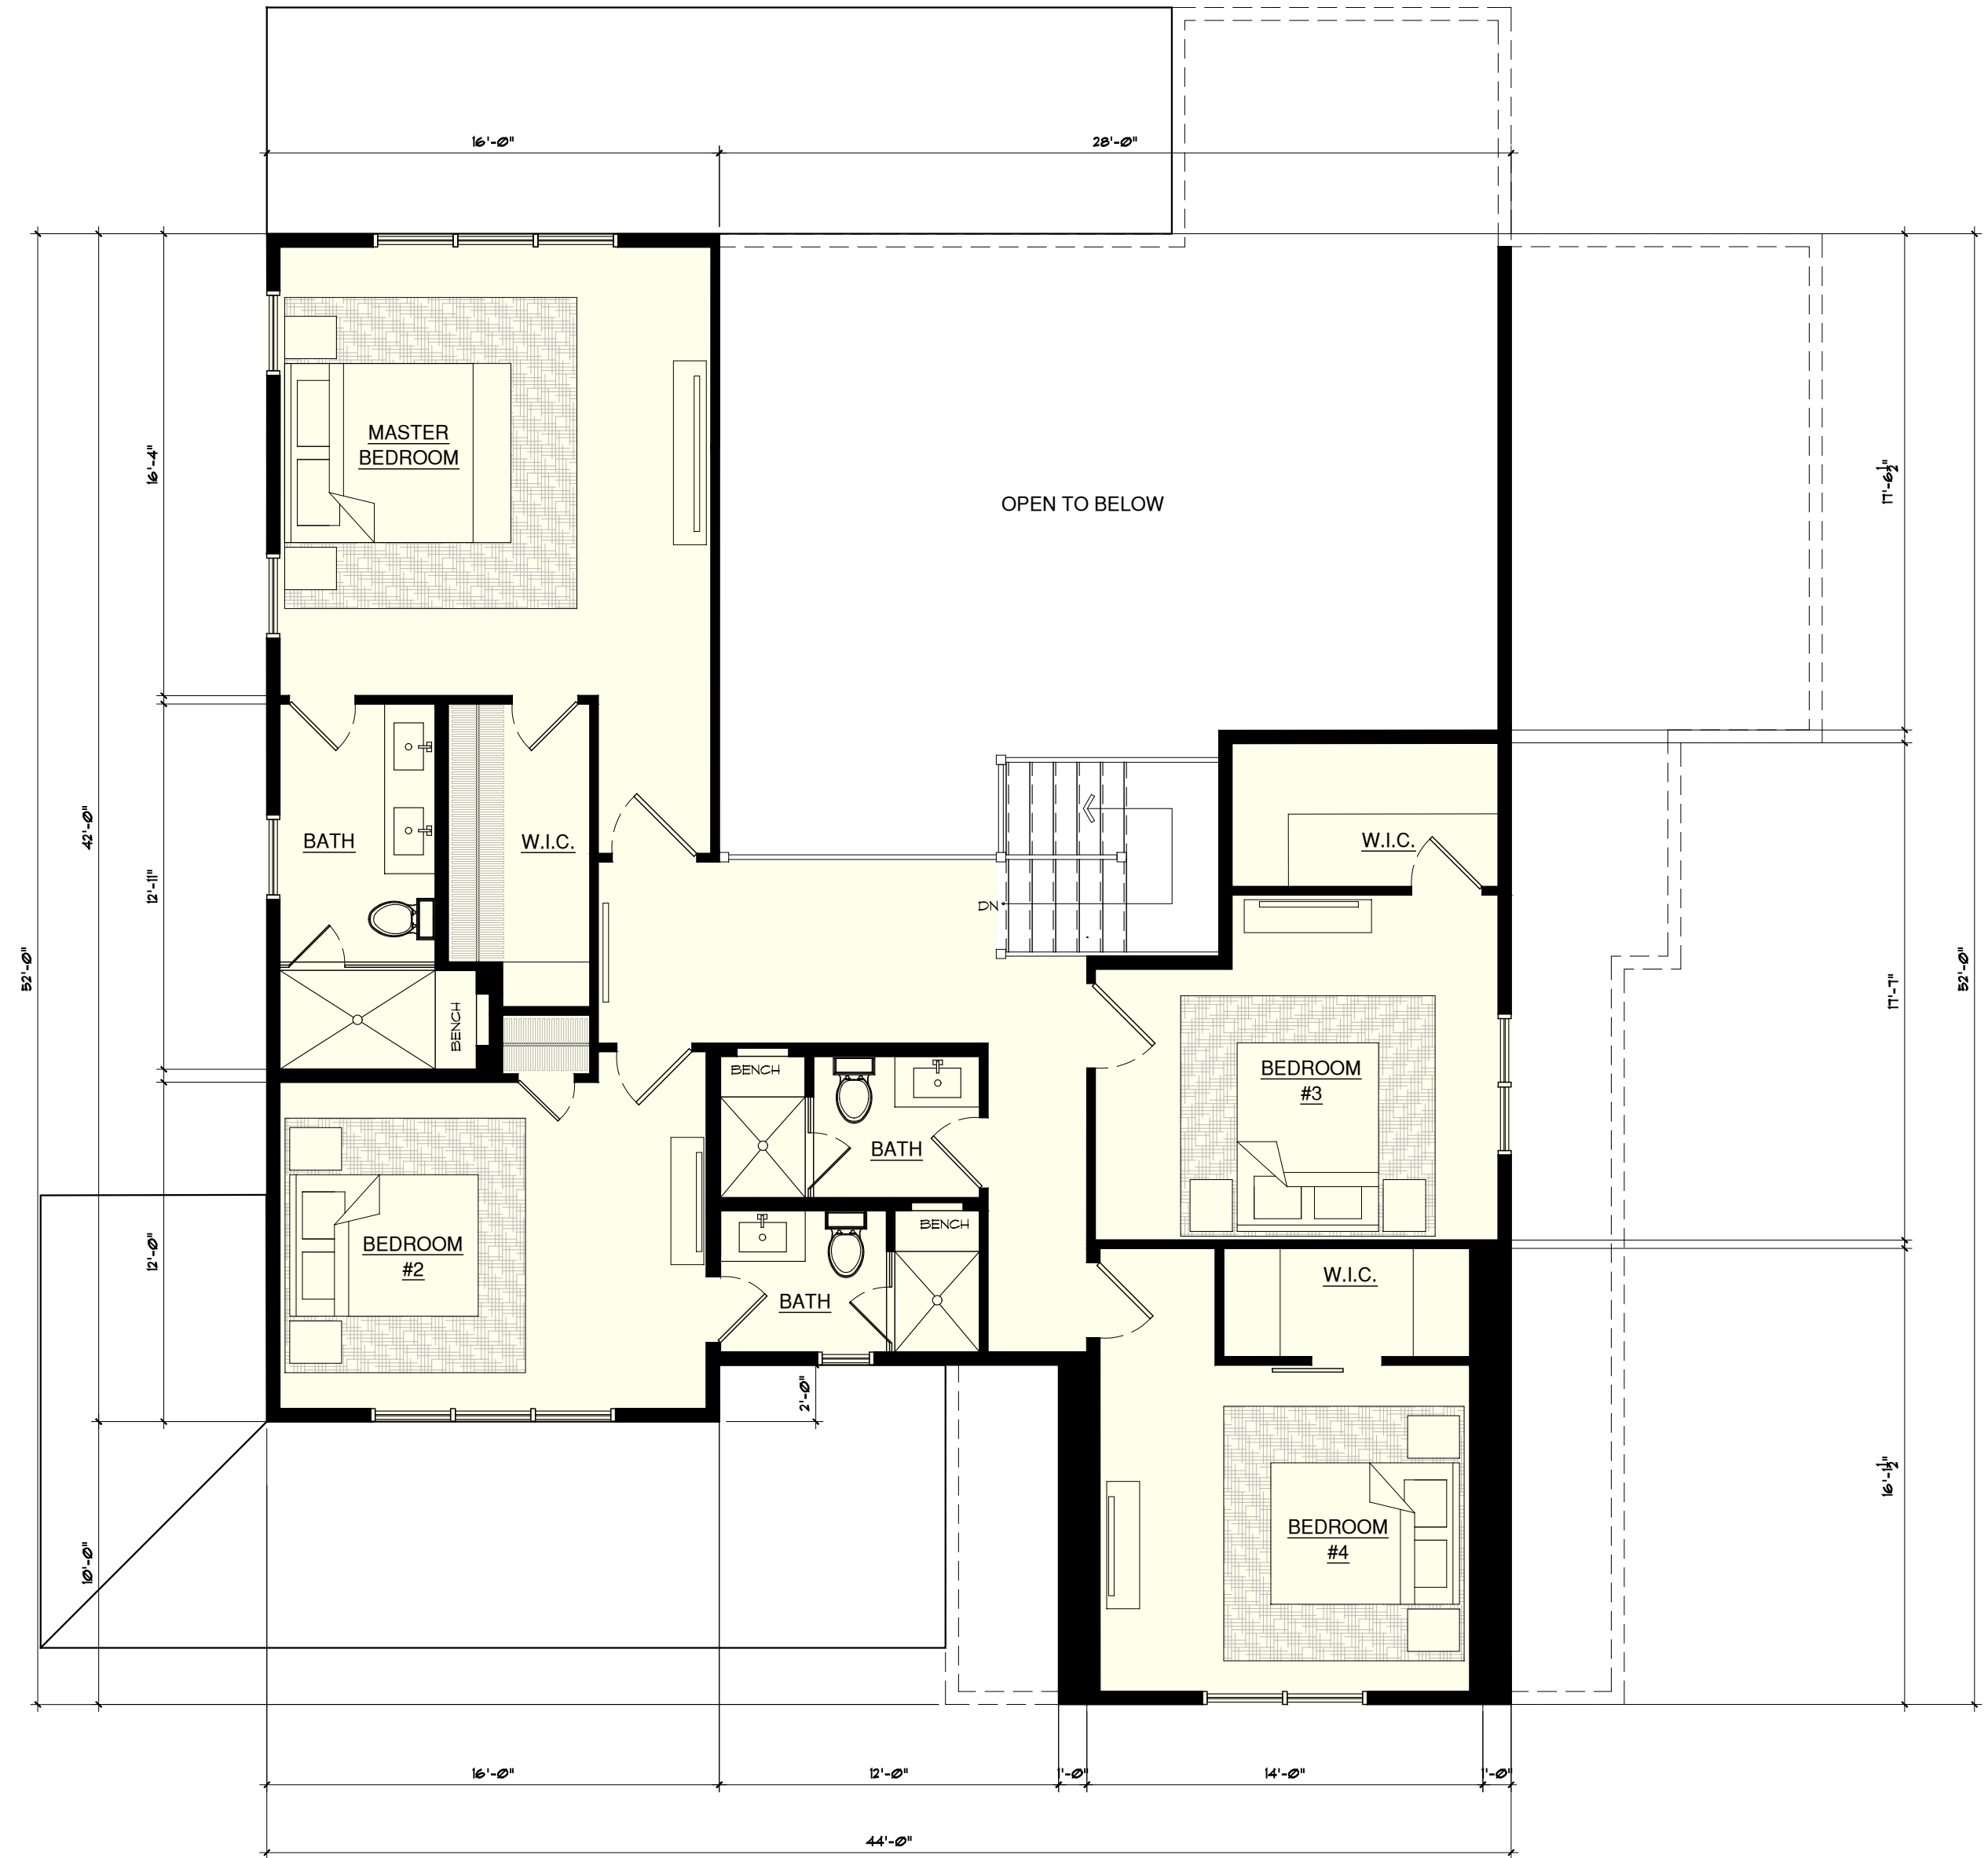 16'-0"
28'-0"
MASTER
BEDROOM
16'-4"
17'-6½"
OPEN TO BELOW
42'-0"
BATH
W.I.C.
W.I.C.
12'-11"
DN
52'-0"
52'-0"
17'-7"
BENCH
BENCH
BEDROOM
#3
BATH
BENCH
12'-0"
BEDROOM
#2
W.I.C.
BATH
2'-0"
16'-1½"
10'-0"
BEDROOM
#4
16'-0"
12'-0"
1'-0"
14'-0"
1'-0"
44'-0"